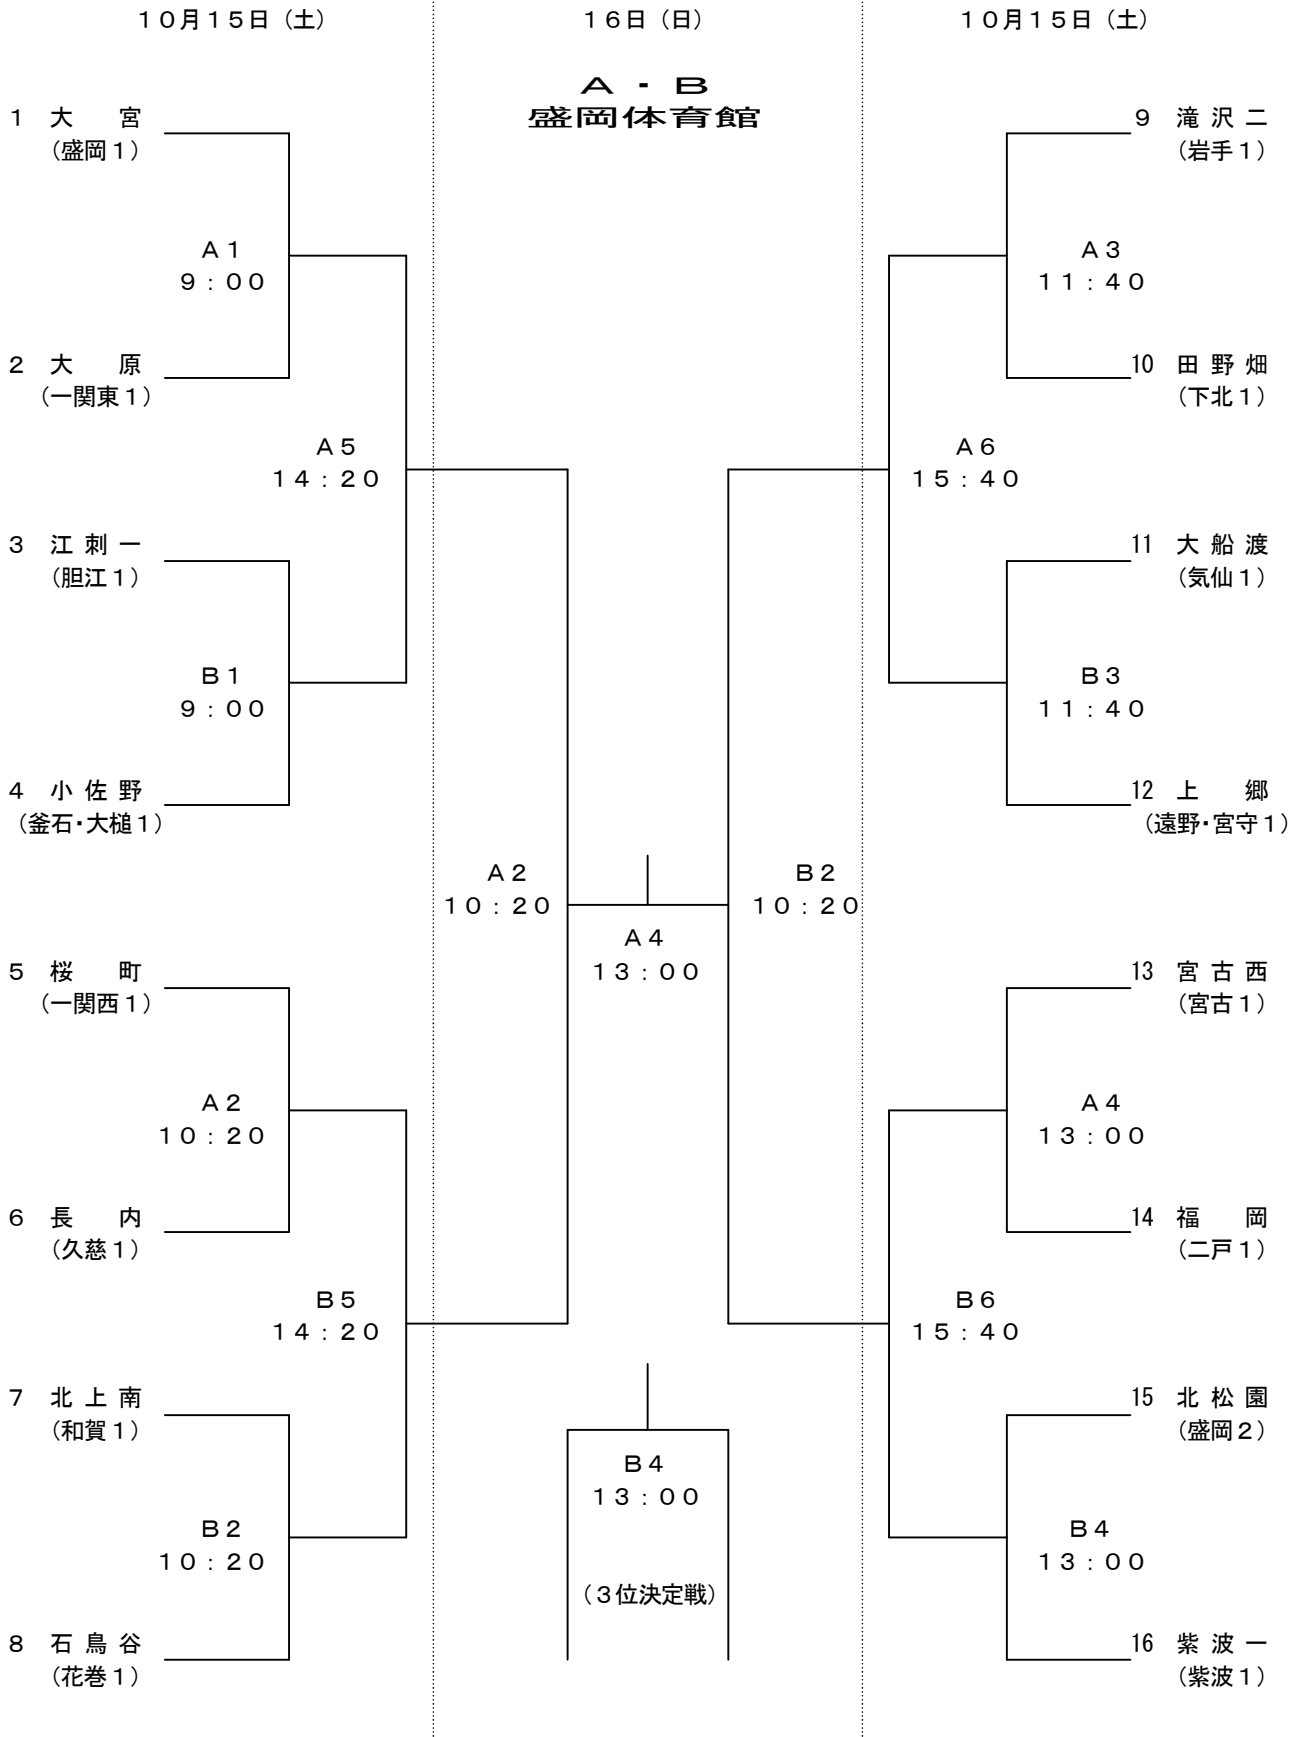 １０月１５日（土）
１６日（日）
１０月１５日（土）
Ａ・Ｂ
盛岡体育館
1 大 宮
（盛岡１）
Ａ１
９：００
2 大 原
（一関東１）
Ａ５
１４：２０
3 江刺一
（胆江１）
Ｂ１
９：００
4 小佐野
（釜石・大槌１）
5 桜 町
（一関西１）
Ａ２
１０：２０
6 長 内
（久慈１）
Ｂ５
１４：２０
7 北上南
（和賀１）
Ｂ２
１０：２０
8 石鳥谷
（花巻１）
Ａ２
１０：２０
Ａ４
１３：００
Ｂ２
１０：２０
Ｂ４
１３：００
（３位決定戦）
9 滝沢二
（岩手１）
Ａ３
１１：４０
10 田野畑
（下北１）
Ａ６
１５：４０
11 大船渡
（気仙１）
Ｂ３
１１：４０
12 上 郷
（遠野・宮守１）
13 宮古西
（宮古１）
Ａ４
１３：００
14 福 岡
（二戸１）
Ｂ６
１５：４０
15 北松園
（盛岡２）
Ｂ４
１３：００
16 紫波一
（紫波１）